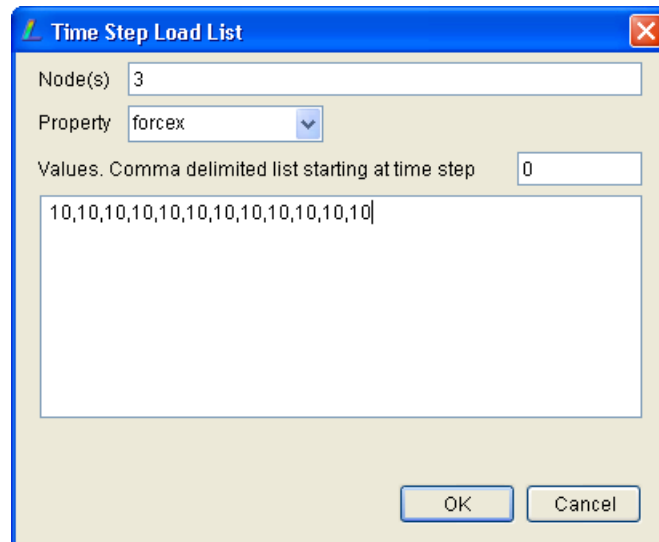 Time Step Load List
Node(s) 3
Property forcex
Values. Comma delimited list starting at time step 0
10,10,10,10,10,10,10,10,10,10,10,10
OK Cancel